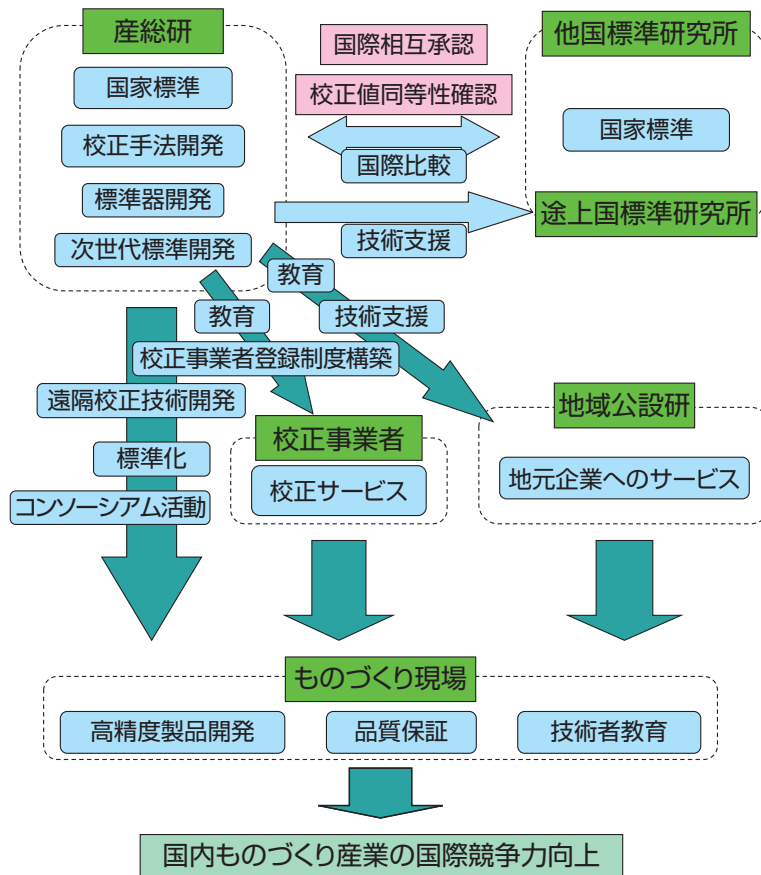 産総研
国家標準
校正手法開発
標準器開発
次世代標準開発
国際相互承認
校正値同等性確認
国際比較
技術支援
他国標準研究所
国家標準
途上国標準研究所
教育
技術支援
教育
校正事業者登録制度構築
遠隔校正技術開発
標準化
コンソーシアム活動
校正事業者
校正サービス
地域公設研
地元企業へのサービス
ものづくり現場
高精度製品開発
品質保証
技術者教育
国内ものづくり産業の国際競争力向上